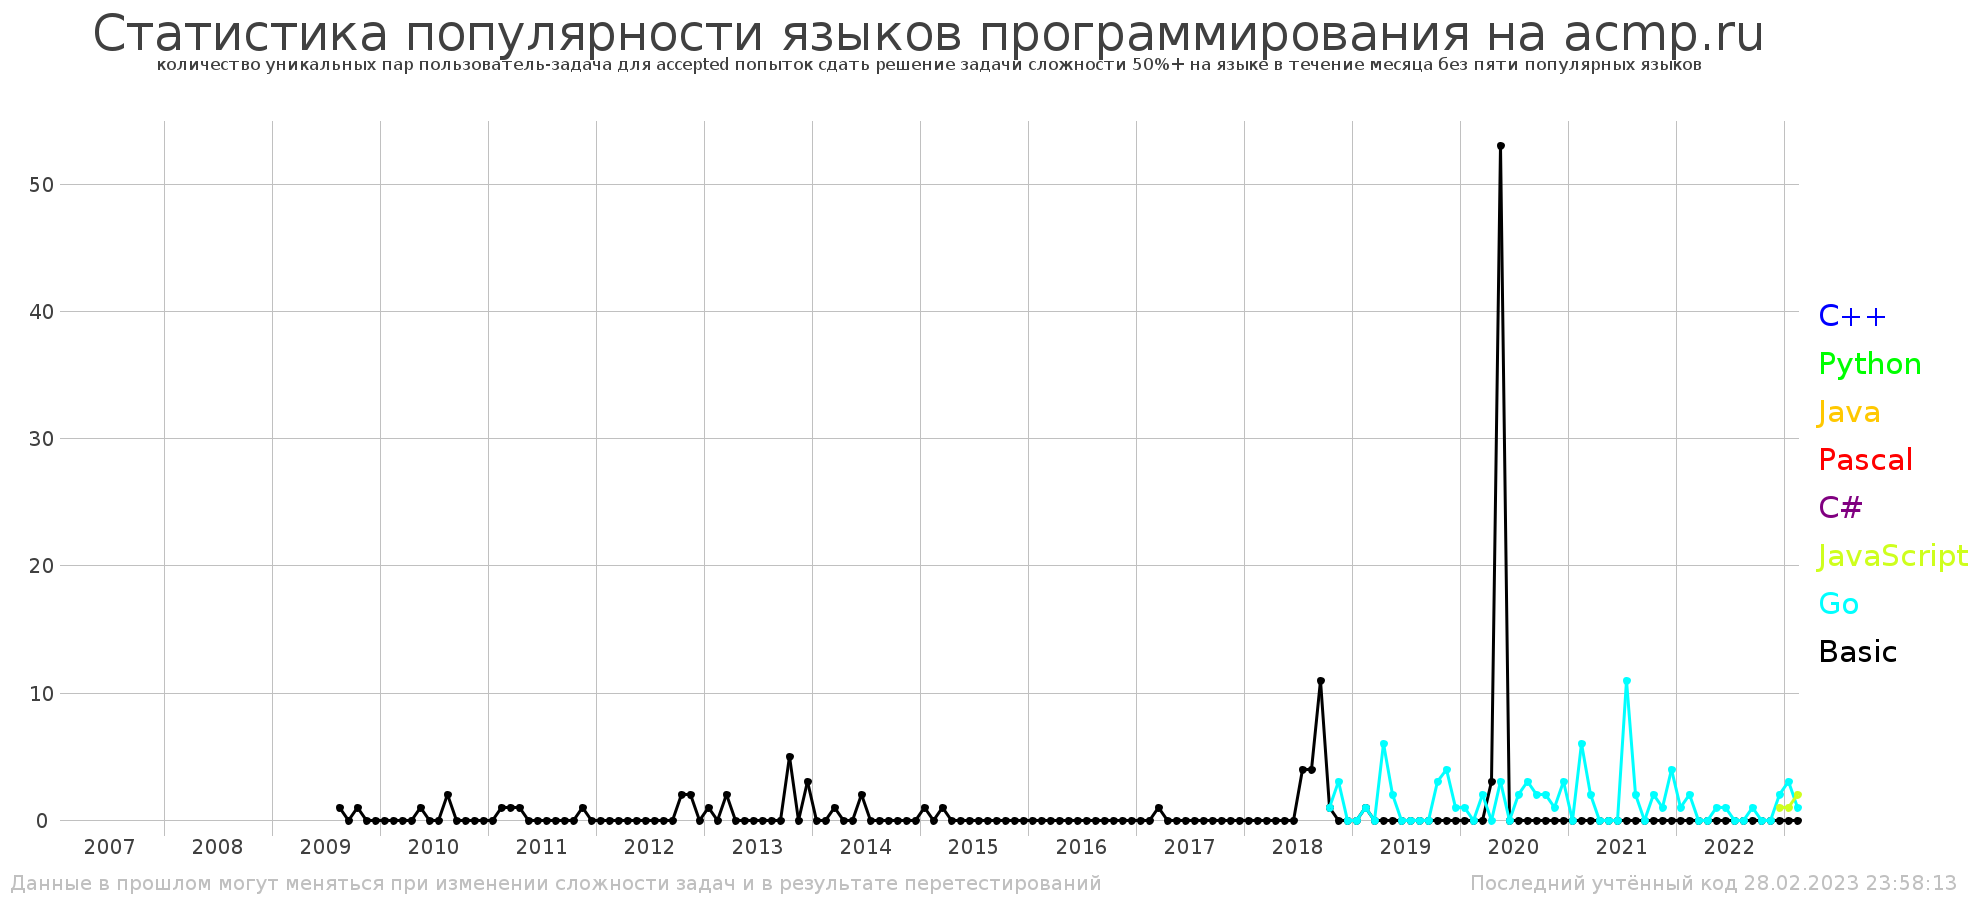 Статистика популярности языков программирования на acmp.ru
количество уникальных пар пользователь-задача для accepted попыток сдать решение задачи сложности 50%+ на языке в течение месяца без пяти популярных языков
50
40
30
20
10
0
C++
Python
Java
Pascal
C#
JavaScript
Go
Basic
2007 2008 2009 2010 2011 2012 2013 2014 2015 2016 2017 2018 2019 2020 2021 2022
Данные в прошлом могут меняться при изменении сложности задач и в результате перетестирований
Последний учтённый код 28.02.2023 23:58:13